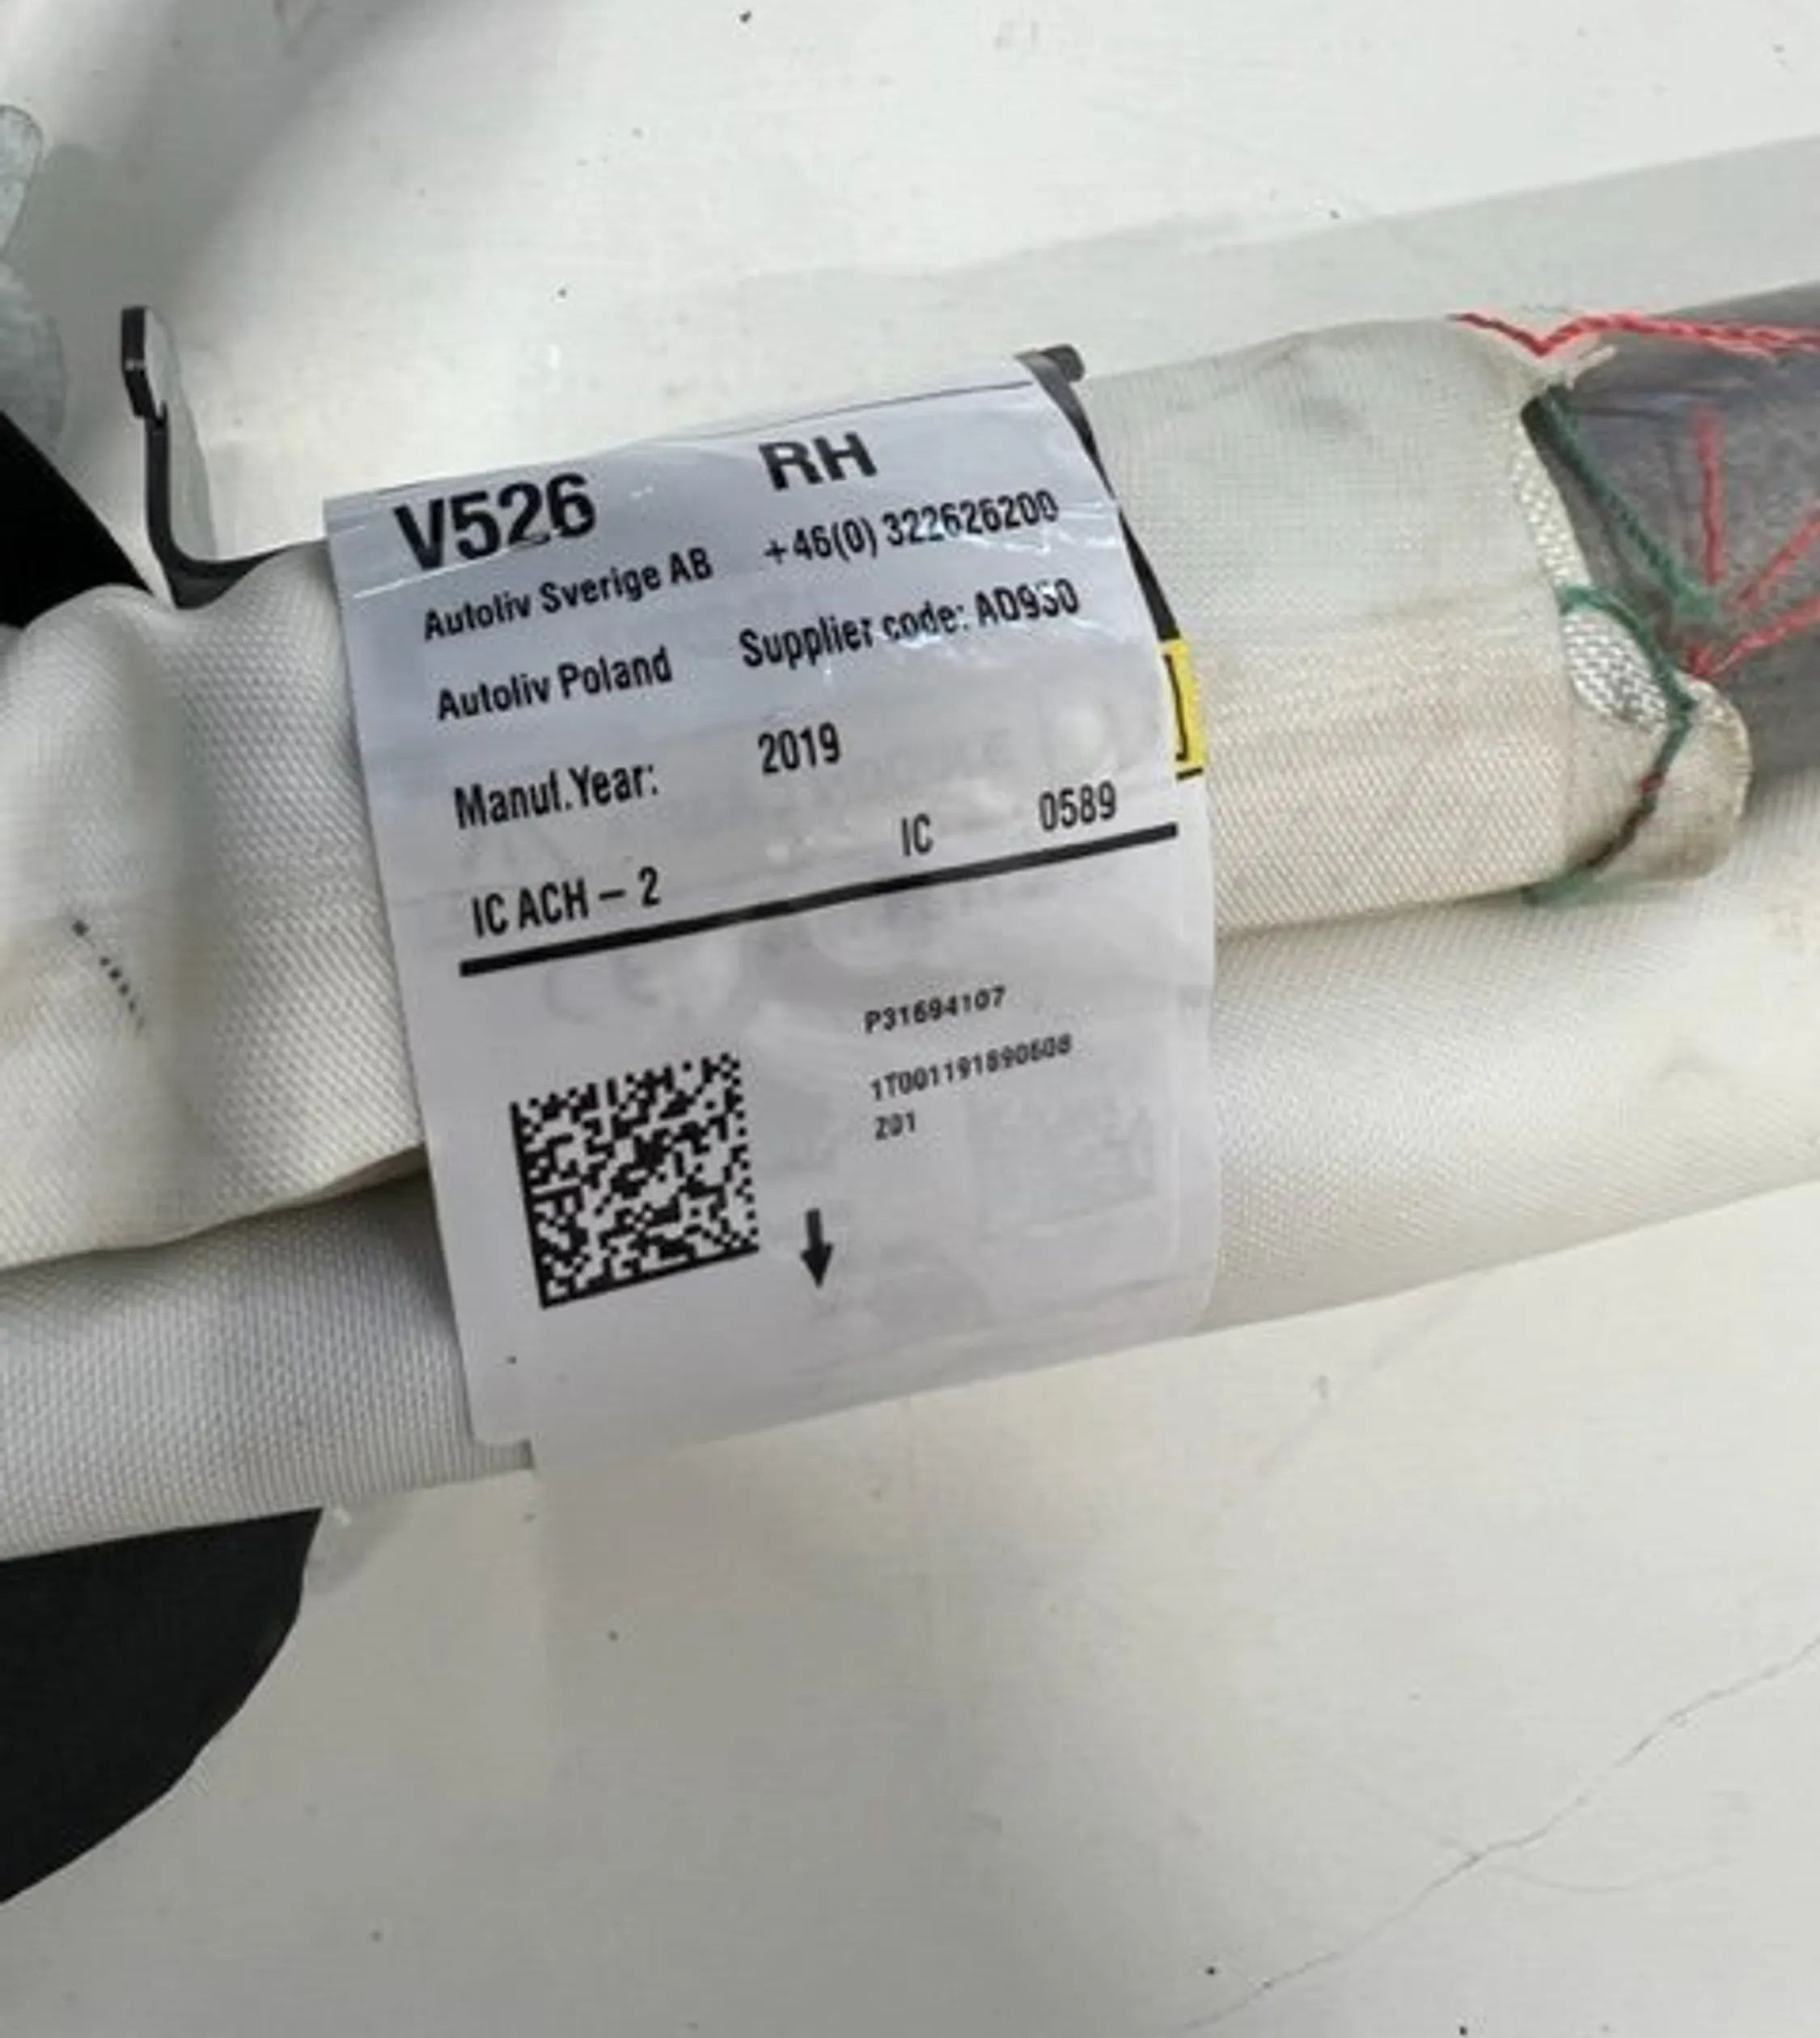 V526 RH
Autoliv Sverige AB +46(0) 322626200
Autoliv Poland Supplier code: AD950
Manuf.Year: 2019
IC ACH – 2 IC 0589
P31694107
1T001191890608
Z01